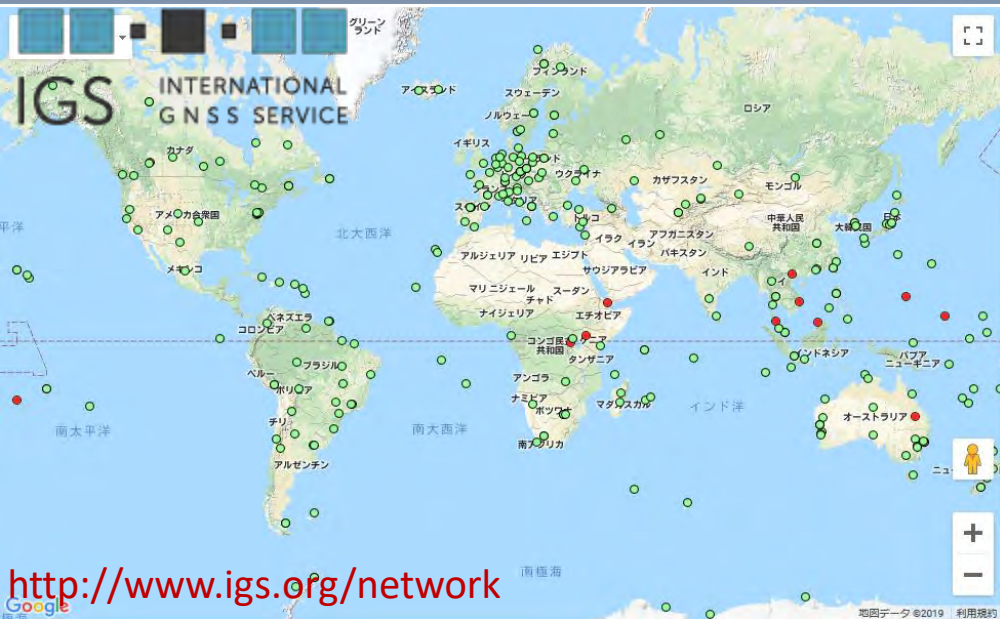 IGS
INTERNATIONAL
GNSS SERVICE
グリーン
ランド
アイスランド
フィンランド
スウェーデン
ノルウェー
ロシア
イギリス
カナダ
ウクライナ
カザフスタン
モンゴル
アメリカ合衆国
北大西洋
トルコ
イラク
イラン
アフガニスタン
パキスタン
中華人民
共和国
大韓民国
日本
メキシコ
アルジェリア
リビア
エジプト
サウジアラビア
インド
タイ
マリ
ニジェール
チャド
スーダン
ナイジェリア
エチオピア
ベネズエラ
コロンビア
コンゴ民主
共和国
ケニア
タンザニア
インドネシア
パプア
ニューギニア
ブラジル
ペルー
ボリビア
アンゴラ
ナミビア
ボツワナ
マダガスカル
インド洋
オーストラリア
チリ
南太平洋
南大西洋
南アフリカ
アルゼンチン
南極海
http://www.igs.org/network
Google
地図データ ©2019
利用規約